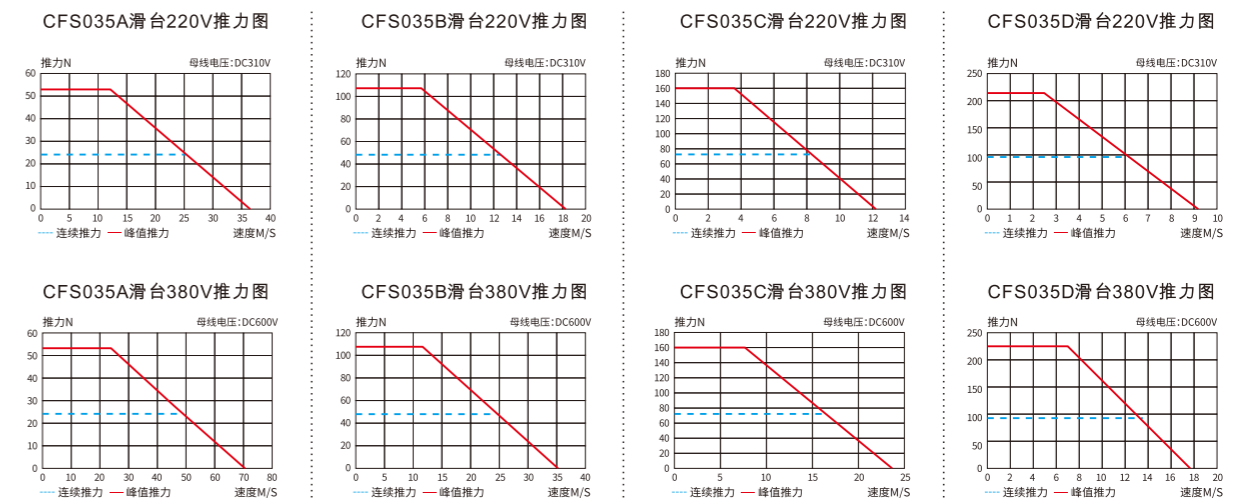 CFS035A滑台220V推力图
推力N 母线电压:DC310V
60
50
40
30
20
10
0
0 5 10 15 20 25 30 35 40
连续推力 峰值推力 速度M/S
CFS035B滑台220V推力图
推力N 母线电压:DC310V
120
100
80
60
40
20
0
0 2 4 6 8 10 12 14 16 18 20
连续推力 峰值推力 速度M/S
CFS035C滑台220V推力图
推力N 母线电压:DC310V
180
160
140
120
100
80
60
40
20
0
0 2 4 6 8 10 12 14
连续推力 峰值推力 速度M/S
CFS035D滑台220V推力图
推力N 母线电压:DC310V
250
200
150
100
50
0
0 1 2 3 4 5 6 7 8 9 10
连续推力 峰值推力 速度M/S
CFS035A滑台380V推力图
推力N 母线电压:DC600V
60
50
40
30
20
10
0
0 10 20 30 40 50 60 70 80
连续推力 峰值推力 速度M/S
CFS035B滑台380V推力图
推力N 母线电压:DC600V
120
100
80
60
40
20
0
0 5 10 15 20 25 30 35 40
连续推力 峰值推力 速度M/S
CFS035C滑台380V推力图
推力N 母线电压:DC600V
180
160
140
120
100
80
60
40
20
0
0 5 10 15 20 25
连续推力 峰值推力 速度M/S
CFS035D滑台380V推力图
推力N 母线电压:DC600V
250
200
150
100
50
0
0 2 4 6 8 10 12 14 16 18 20
连续推力 峰值推力 速度M/S